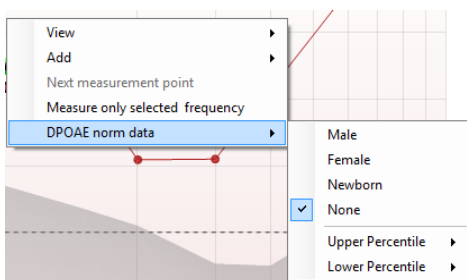 View
Add
Next measurement point
Measure only selected frequency
DPOAE norm data
Male
Female
Newborn
None
Upper Percentile
Lower Percentile